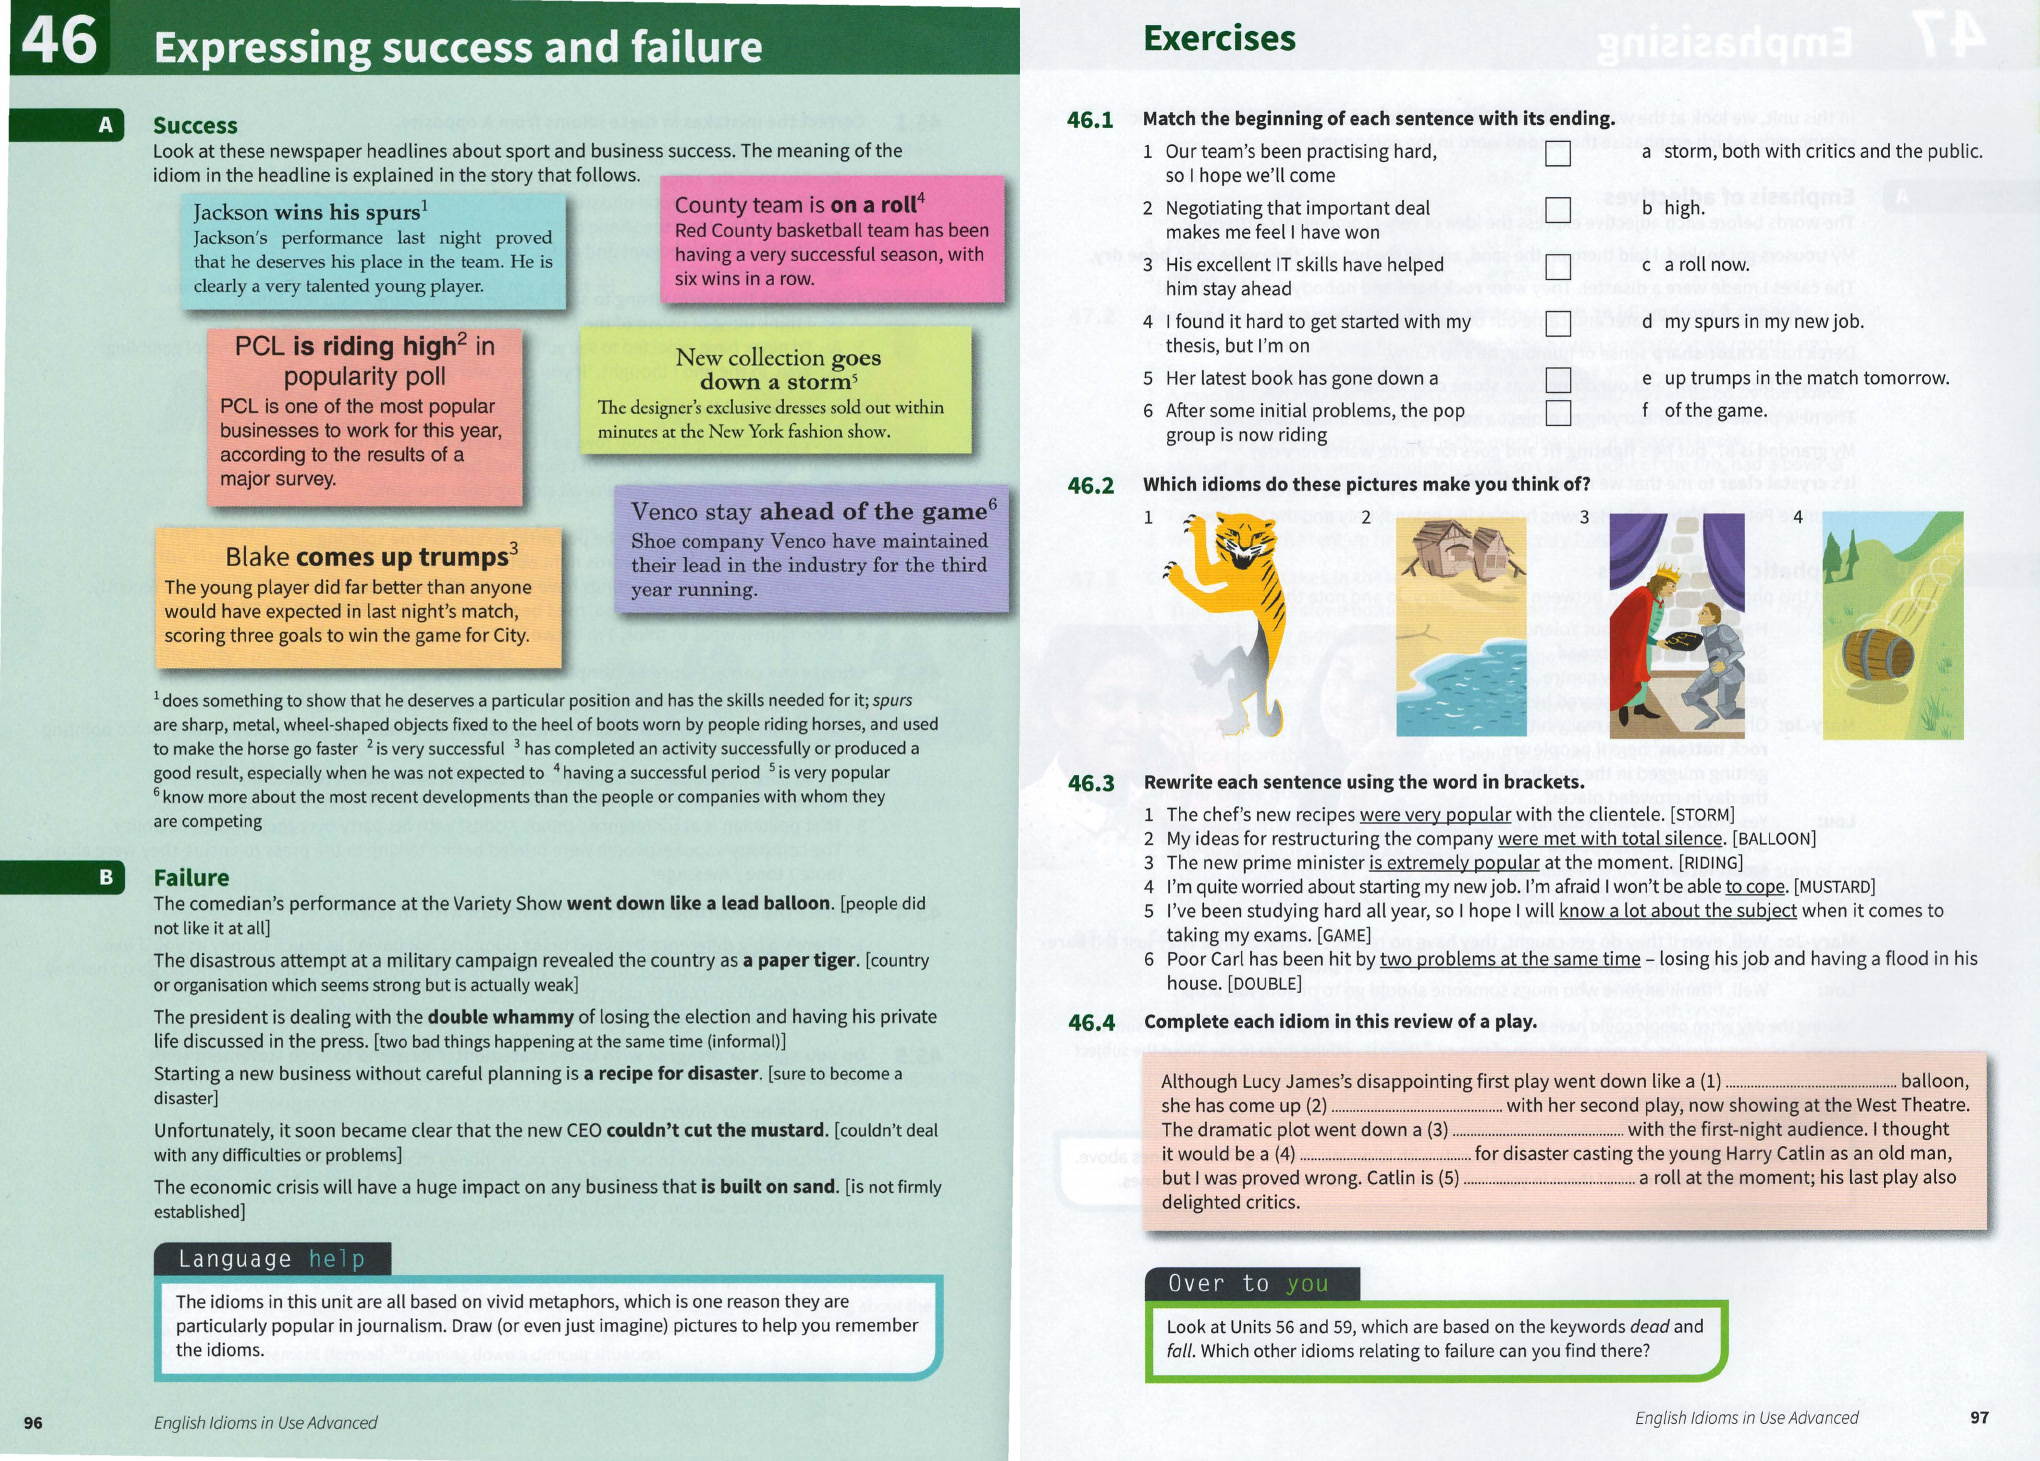 46
Expressing success and failure
A
Success
Look at these newspaper headlines about sport and business success. The meaning of the
idiom in the headline is explained in the story that follows.
Jackson wins his spurs1
Jackson's performance last night proved
that he deserves his place in the team. He is
clearly a very talented young player.
County team is on a roll4
Red County basketball team has been
having a very successful season, with
six wins in a row.
PCL is riding high2 in
popularity poll
PCL is one of the most popular
businesses to work for this year,
according to the results of a
major survey.
New collection goes
down a storm5
The designer's exclusive dresses sold out within
minutes at the New York fashion show.
Blake comes up trumps3
The young player did far better than anyone
would have expected in last night's match,
scoring three goals to win the game for City.
Venco stay ahead of the game6
Shoe company Venco have maintained
their lead in the industry for the third
year running.
1 does something to show that he deserves a particular position and has the skills needed for it; spurs
are sharp, metal, wheel-shaped objects fixed to the heel of boots worn by people riding horses, and used
to make the horse go faster 2 is very successful 3 has completed an activity successfully or produced a
good result, especially when he was not expected to 4 having a successful period 5 is very popular
6 know more about the most recent developments than the people or companies with whom they
are competing
B
Failure
The comedian's performance at the Variety Show went down like a lead balloon. [people did
not like it at all]
The disastrous attempt at a military campaign revealed the country as a paper tiger. [country
or organisation which seems strong but is actually weak]
The president is dealing with the double whammy of losing the election and having his private
life discussed in the press. [two bad things happening at the same time (informal)]
Starting a new business without careful planning is a recipe for disaster. [sure to become a
disaster]
Unfortunately, it soon became clear that the new CEO couldn't cut the mustard. [couldn't deal
with any difficulties or problems]
The economic crisis will have a huge impact on any business that is built on sand. [is not firmly
established]
Language help
The idioms in this unit are all based on vivid metaphors, which is one reason they are
particularly popular in journalism. Draw (or even just imagine) pictures to help you remember
the idioms.
96
English Idioms in Use Advanced
Exercises
46.1 Match the beginning of each sentence with its ending.
1 Our team's been practising hard,
so I hope we'll come
a storm, both with critics and the public.
2 Negotiating that important deal
makes me feel I have won
b high.
3 His excellent IT skills have helped
him stay ahead
c a roll now.
4 I found it hard to get started with my
thesis, but I'm on
d my spurs in my new job.
5 Her latest book has gone down a
e up trumps in the match tomorrow.
6 After some initial problems, the pop
group is now riding
f of the game.
46.2 Which idioms do these pictures make you think of?
1 2 3 4
46.3 Rewrite each sentence using the word in brackets.
1 The chef's new recipes were very popular with the clientele. [STORM]
2 My ideas for restructuring the company were met with total silence. [BALLOON]
3 The new prime minister is extremely popular at the moment. [RIDING]
4 I'm quite worried about starting my new job. I'm afraid I won't be able to cope. [MUSTARD]
5 I've been studying hard all year, so I hope I will know a lot about the subject when it comes to
taking my exams. [GAME]
6 Poor Carl has been hit by two problems at the same time – losing his job and having a flood in his
house. [DOUBLE]
46.4 Complete each idiom in this review of a play.
Although Lucy James's disappointing first play went down like a (1) ........................ balloon,
she has come up (2) ........................ with her second play, now showing at the West Theatre.
The dramatic plot went down a (3) ........................ with the first-night audience. I thought
it would be a (4) ........................ for disaster casting the young Harry Catlin as an old man,
but I was proved wrong. Catlin is (5) ........................ a roll at the moment; his last play also
delighted critics.
Over to you
Look at Units 56 and 59, which are based on the keywords dead and
fall. Which other idioms relating to failure can you find there?
English Idioms in Use Advanced
97